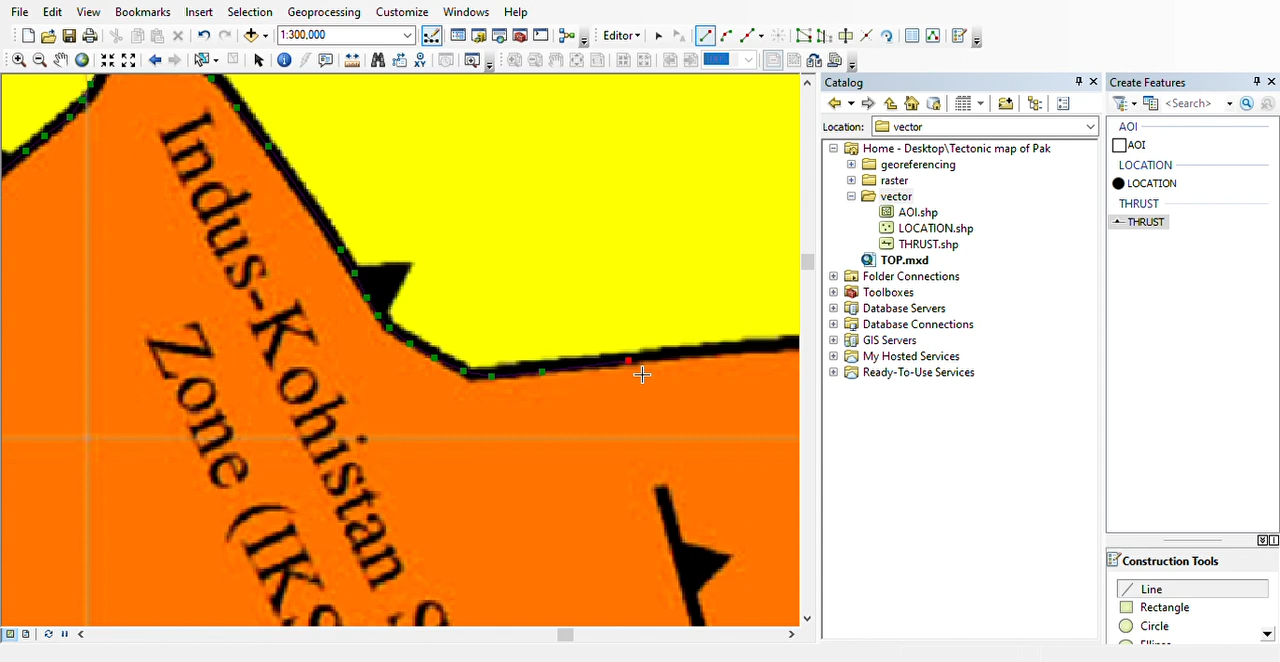 File Edit View Bookmarks Insert Selection Geoprocessing Customize Windows Help
1:300,000 Editor
Catalog
Location: vector
Home - Desktop\Tectonic map of Pak
georeferencing
raster
vector
AOI.shp
LOCATION.shp
THRUST.shp
TOP.mxd
Folder Connections
Toolboxes
Database Servers
Database Connections
GIS Servers
My Hosted Services
Ready-To-Use Services
Create Features
<Search>
AOI
AOI
LOCATION
LOCATION
THRUST
THRUST
Construction Tools
Line
Rectangle
Circle
Indus-Kohistan S
Zone (IKS